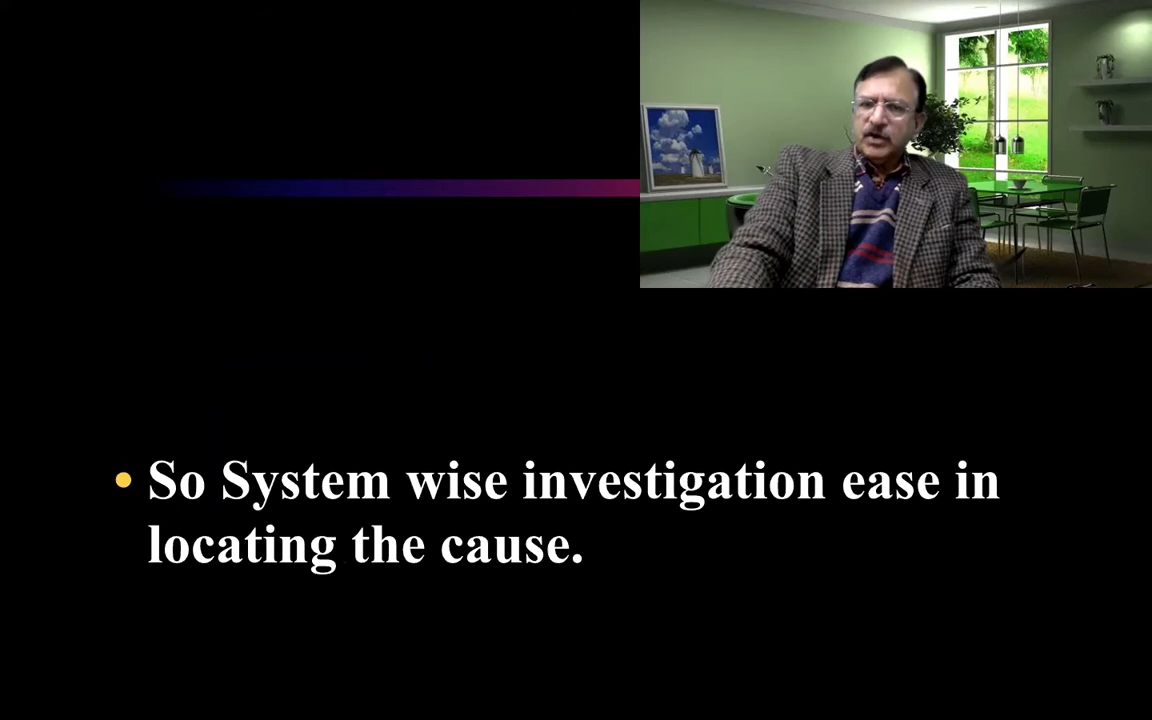 • So System wise investigation ease in
locating the cause.